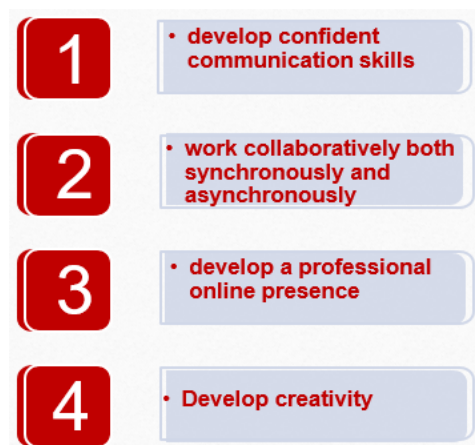 1
• develop confident
communication skills
2
• work collaboratively both
synchronously and
asynchronously
3
• develop a professional
online presence
4
• Develop creativity